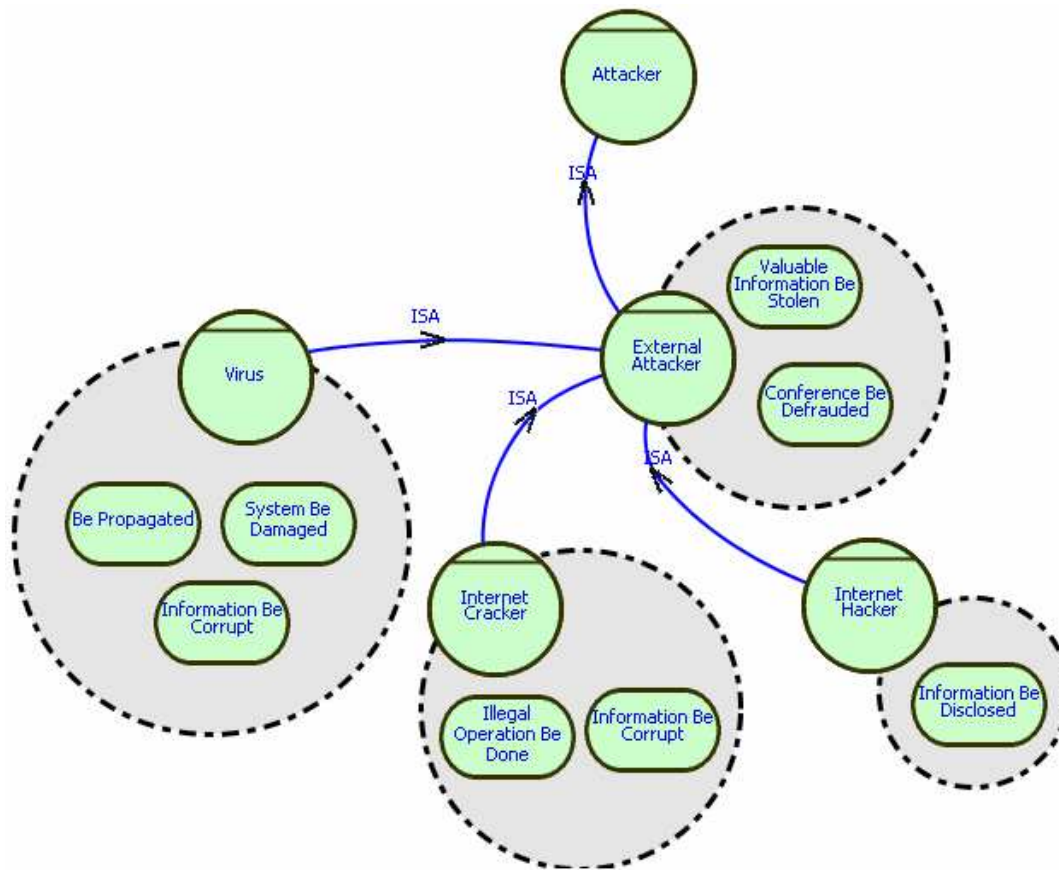 Attacker
ISA
Valuable
Information Be
Stolen
ISA
External
Attacker
Virus
ISA
Conference Be
Defrauded
ISA
Be Propagated
System Be
Damaged
Internet
Cracker
Internet
Hacker
Information Be
Corrupt
Illegal
Operation Be
Done
Information Be
Corrupt
Information Be
Disclosed